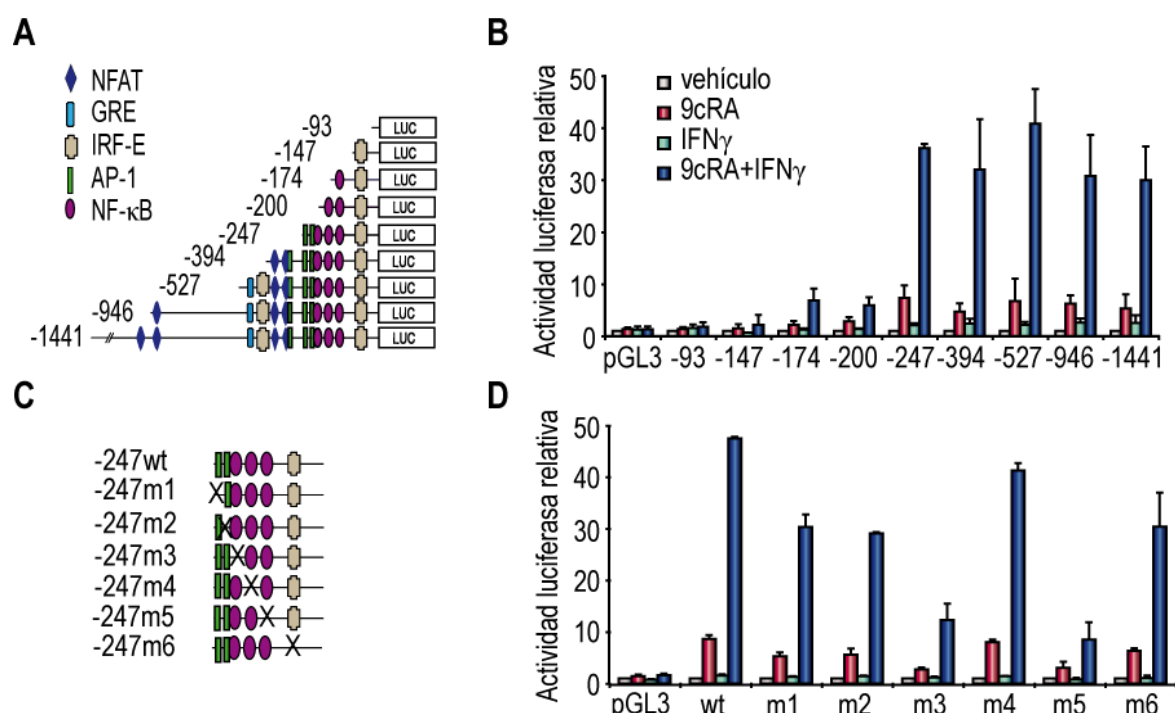 A
NFAT
GRE
IRF-E
AP-1
NF-κB
-93
LUC
-147
LUC
-174
LUC
-200
LUC
-247
LUC
-394
LUC
-527
LUC
-946
LUC
-1441
LUC
B
Actividad luciferasa relativa
50
40
30
20
10
0
vehículo
9cRA
IFNγ
9cRA+IFNγ
pGL3 -93 -147 -174 -200 -247 -394 -527 -946 -1441
C
-247wt
-247m1
X
-247m2
X
-247m3
X
-247m4
X
-247m5
X
-247m6
X
D
Actividad luciferasa relativa
50
40
30
20
10
0
pGL3 wt m1 m2 m3 m4 m5 m6